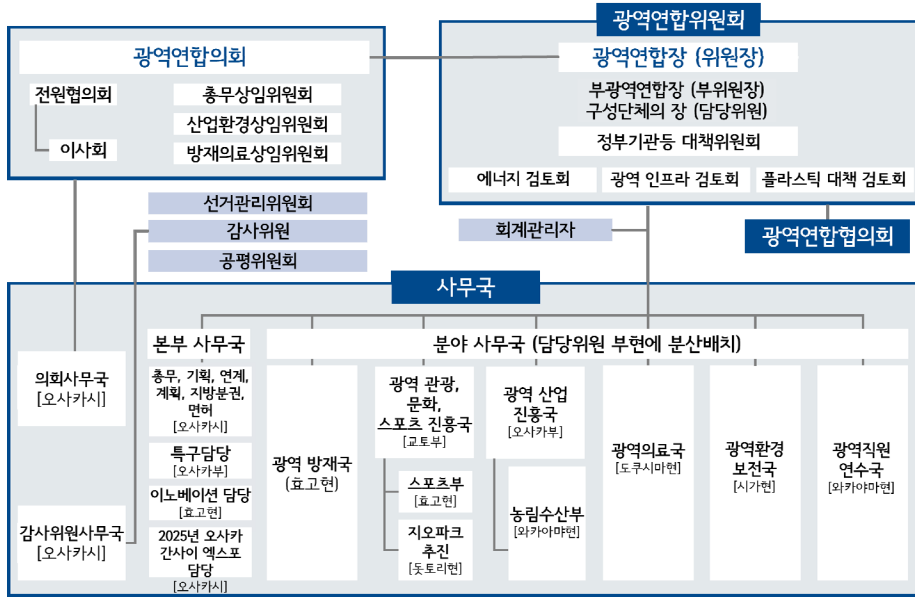 광역연합의회
전원협의회
이사회
총무상임위원회
산업환경상임위원회
방재의료상임위원회
광역연합위원회
광역연합장 (위원장)
부광역연합장 (부위원장)
구성단체의 장 (담당위원)
정부기관등 대책위원회
에너지 검토회
광역 인프라 검토회
플라스틱 대책 검토회
선거관리위원회
감사위원
공평위원회
회계관리자
광역연합협의회
사무국
의회사무국
[오사카시]
감사위원사무국
[오사카시]
본부 사무국
총무, 기획, 연계,
계획, 지방분권,
면허
[오사카시]
특구담당
[오사카부]
이노베이션 담당
[효고현]
2025년 오사카
간사이 엑스포
담당
[오사카시]
분야 사무국 (담당위원 부현에 분산배치)
광역 방재국
(효고현)
광역 관광,
문화,
스포츠 진흥국
[교토부]
스포츠부
[효고현]
지오파크
추진
[돗토리현]
광역 산업
진흥국
[오사카부]
농림수산부
[와카아먀현]
광역의료국
[도쿠시마현]
광역환경
보전국
[시가현]
광역직원
연수국
[와카야마현]